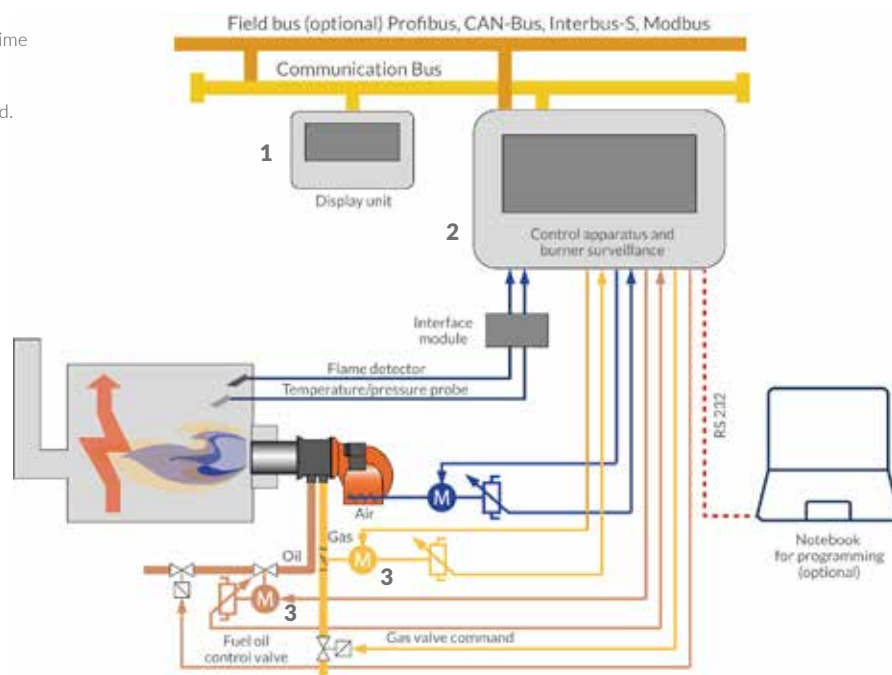 Field bus (optional) Profibus, CAN-Bus, Interbus-S, Modbus
ime
Communication Bus
d.
1
Display unit
2
Control apparatus and
burner surveillance
Interface
module
Flame detector
Temperature/pressure probe
RS 232
M
Air
Notebook
for programming
(optional)
Oil
Gas
M
3
M
3
Fuel oil
control valve
Gas valve command